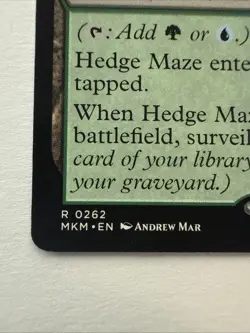 (: Add or .)
Hedge Maze ente
tapped.
When Hedge Ma
battlefield, surveil
card of your library
your graveyard.)
R 0262
MKM • EN ANDREW MAR